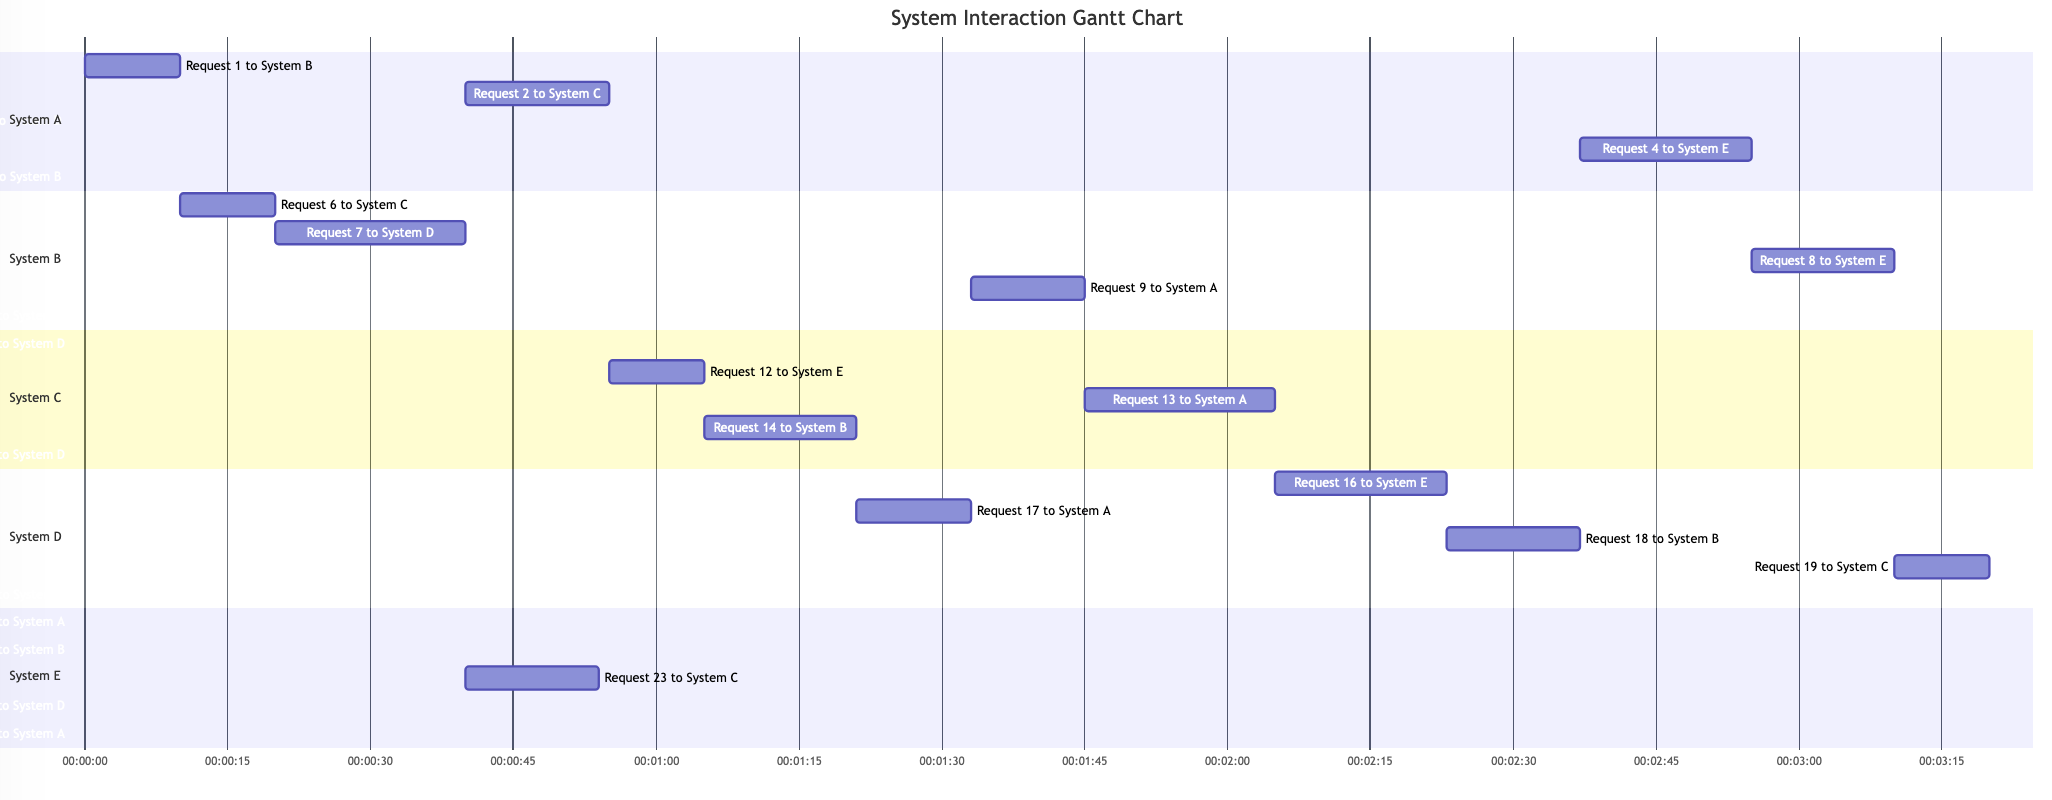 System Interaction Gantt Chart
Request 1 to System B
Request 2 to System C
System A
Request 4 to System E
to System B
Request 6 to System C
Request 7 to System D
System B
Request 8 to System E
Request 9 to System A
to System D
Request 12 to System E
System C
Request 13 to System A
Request 14 to System B
to System D
Request 16 to System E
Request 17 to System A
System D
Request 18 to System B
Request 19 to System C
to System A
to System B
System E
Request 23 to System C
to System D
to System A
00:00:00 00:00:15 00:00:30 00:00:45 00:01:00 00:01:15 00:01:30 00:01:45 00:02:00 00:02:15 00:02:30 00:02:45 00:03:00 00:03:15